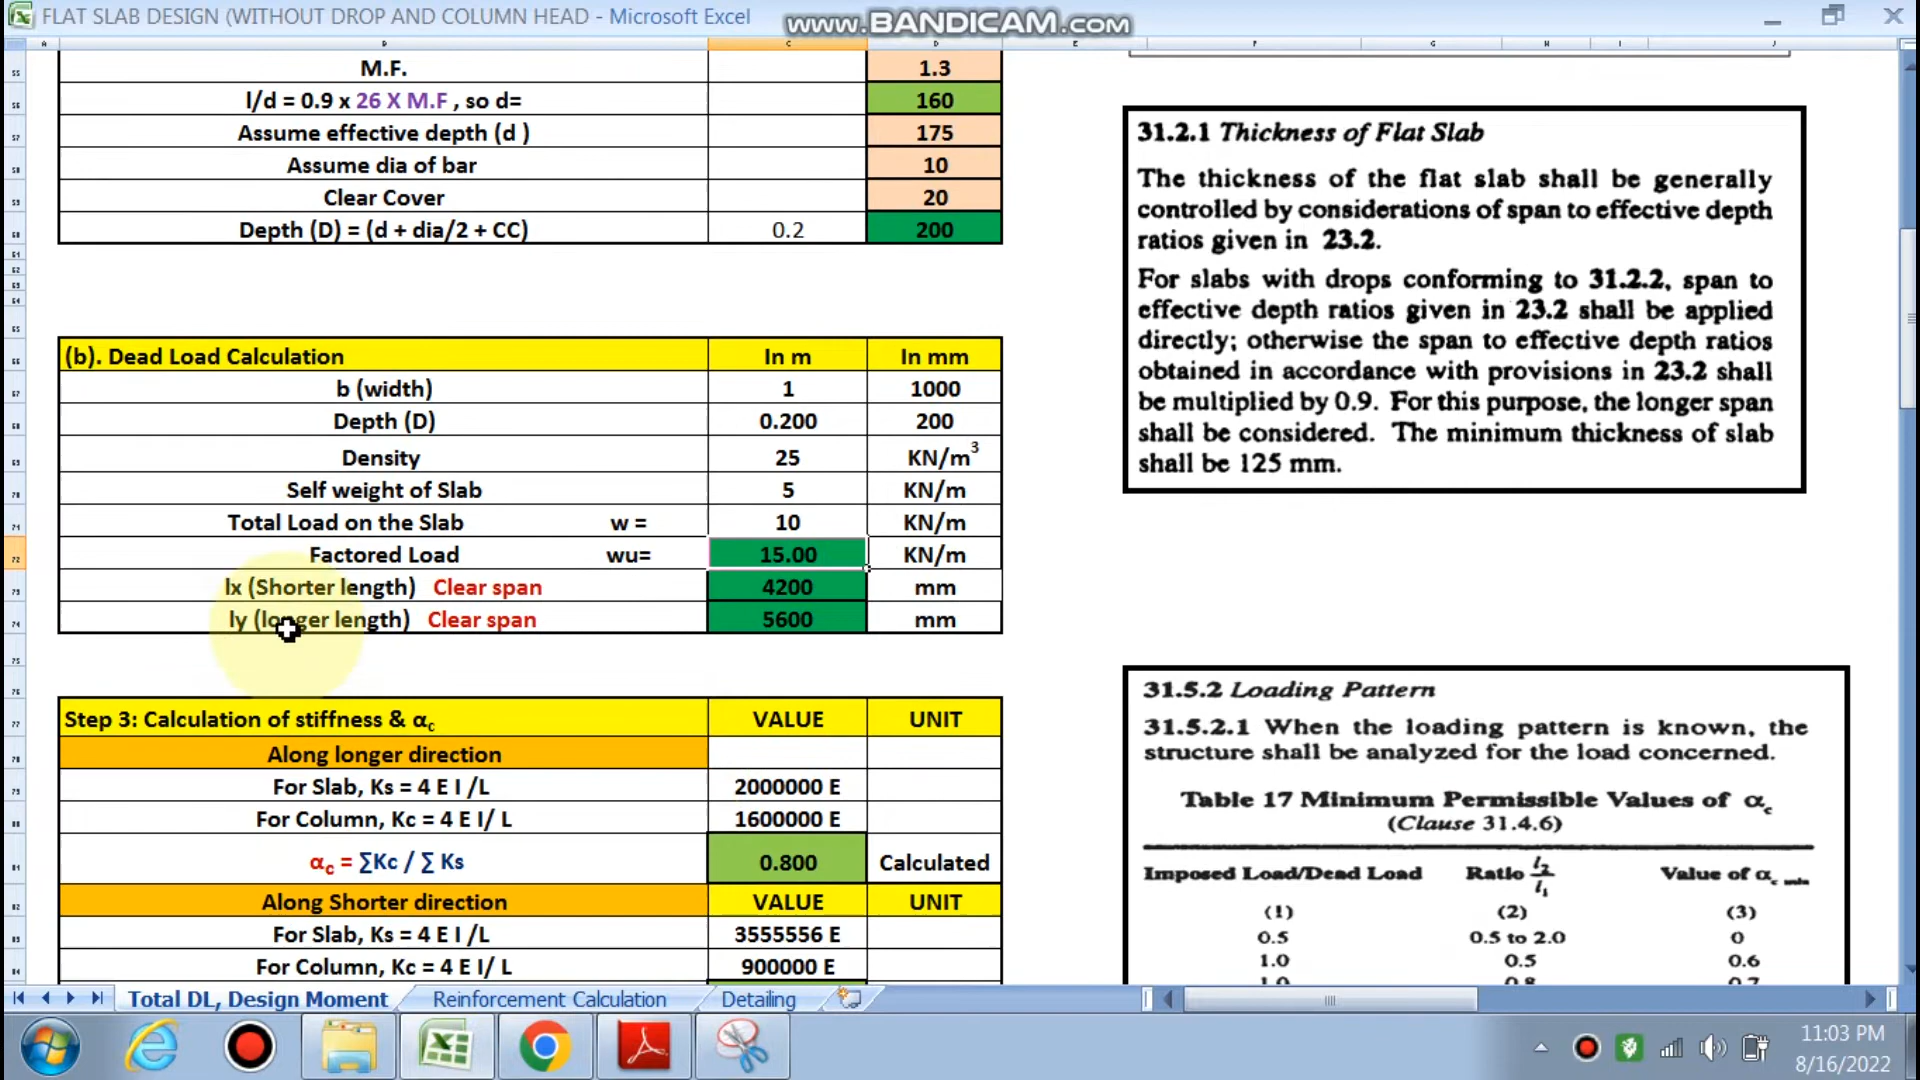 FLAT SLAB DESIGN (WITHOUT DROP AND COLUMN HEAD - Microsoft Excel
www.BANDICAM.com
M.F. 1.3
l/d = 0.9 x 26 X M.F , so d= 160
Assume effective depth (d ) 175
Assume dia of bar 10
Clear Cover 20
Depth (D) = (d + dia/2 + CC) 0.2 200
(b). Dead Load Calculation In m In mm
b (width) 1 1000
Depth (D) 0.200 200
Density 25 KN/m3
Self weight of Slab 5 KN/m
Total Load on the Slab w = 10 KN/m
Factored Load wu= 15.00 KN/m
lx (Shorter length) Clear span 4200 mm
ly (longer length) Clear span 5600 mm
Step 3: Calculation of stiffness & αc VALUE UNIT
Along longer direction
For Slab, Ks = 4 E I /L 2000000 E
For Column, Kc = 4 E I/ L 1600000 E
αc = ∑Kc / ∑ Ks 0.800 Calculated
Along Shorter direction VALUE UNIT
For Slab, Ks = 4 E I /L 3555556 E
For Column, Kc = 4 E I/ L 900000 E
31.2.1 Thickness of Flat Slab
The thickness of the flat slab shall be generally
controlled by considerations of span to effective depth
ratios given in 23.2.
For slabs with drops conforming to 31.2.2, span to
effective depth ratios given in 23.2 shall be applied
directly; otherwise the span to effective depth ratios
obtained in accordance with provisions in 23.2 shall
be multiplied by 0.9. For this purpose, the longer span
shall be considered. The minimum thickness of slab
shall be 125 mm.
31.5.2 Loading Pattern
31.5.2.1 When the loading pattern is known, the
structure shall be analyzed for the load concerned.
Table 17 Minimum Permissible Values of αc
(Clause 31.4.6)
Imposed Load/Dead Load Ratio l2/l1 Value of αc min
(1) (2) (3)
0.5 0.5 to 2.0 0
1.0 0.5 0.6
1.0 0.8 0.7
Total DL, Design Moment Reinforcement Calculation Detailing
11:03 PM
8/16/2022